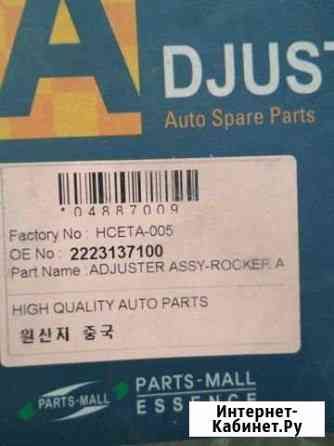 A
DJUST
Auto Spare Parts
*04887009
Factory No : HCETA-005
OE No : 2223137100
Part Name : ADJUSTER ASSY-ROCKER A
HIGH QUALITY AUTO PARTS
원산지 중국
PARTS-MALL
PARTS-MALL
ESSENCE
Интернет-
Кабинет.Ру